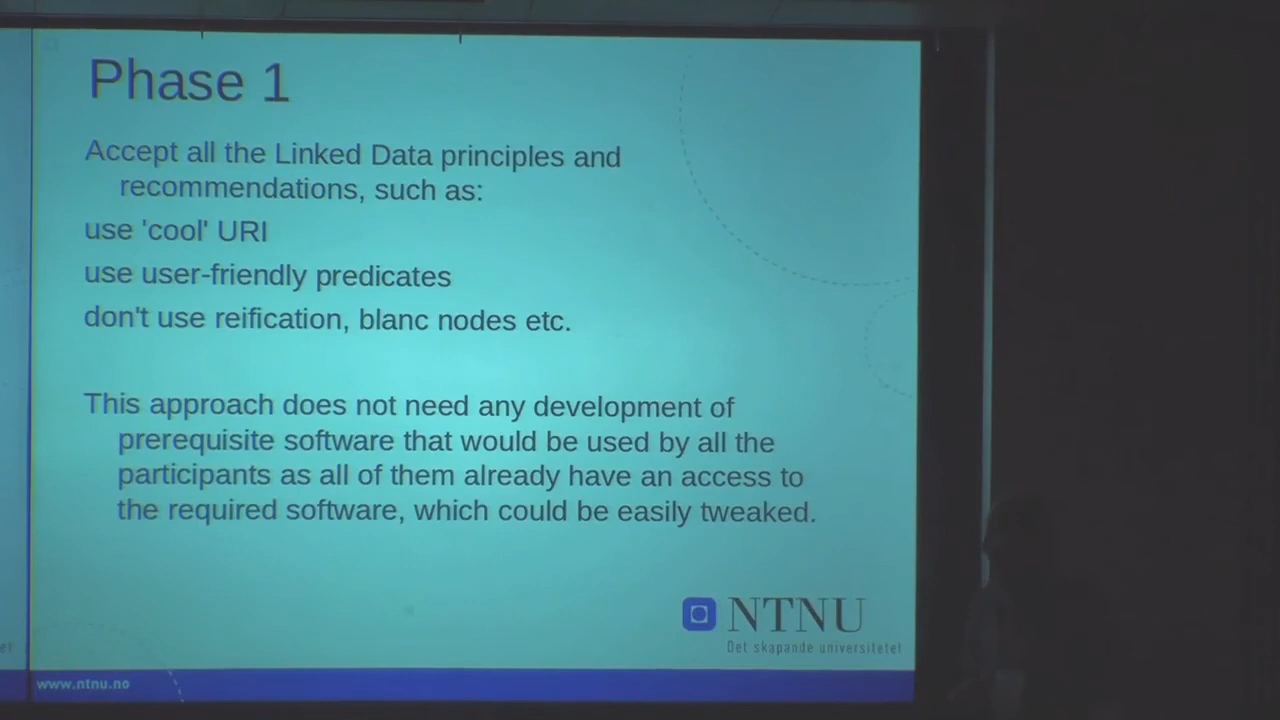 Phase 1
Accept all the Linked Data principles and
recommendations, such as:
use 'cool' URI
use user-friendly predicates
don't use reification, blanc nodes etc.
This approach does not need any development of
prerequisite software that would be used by all the
participants as all of them already have an access to
the required software, which could be easily tweaked.
NTNU
Det skapande universitetet
www.ntnu.no